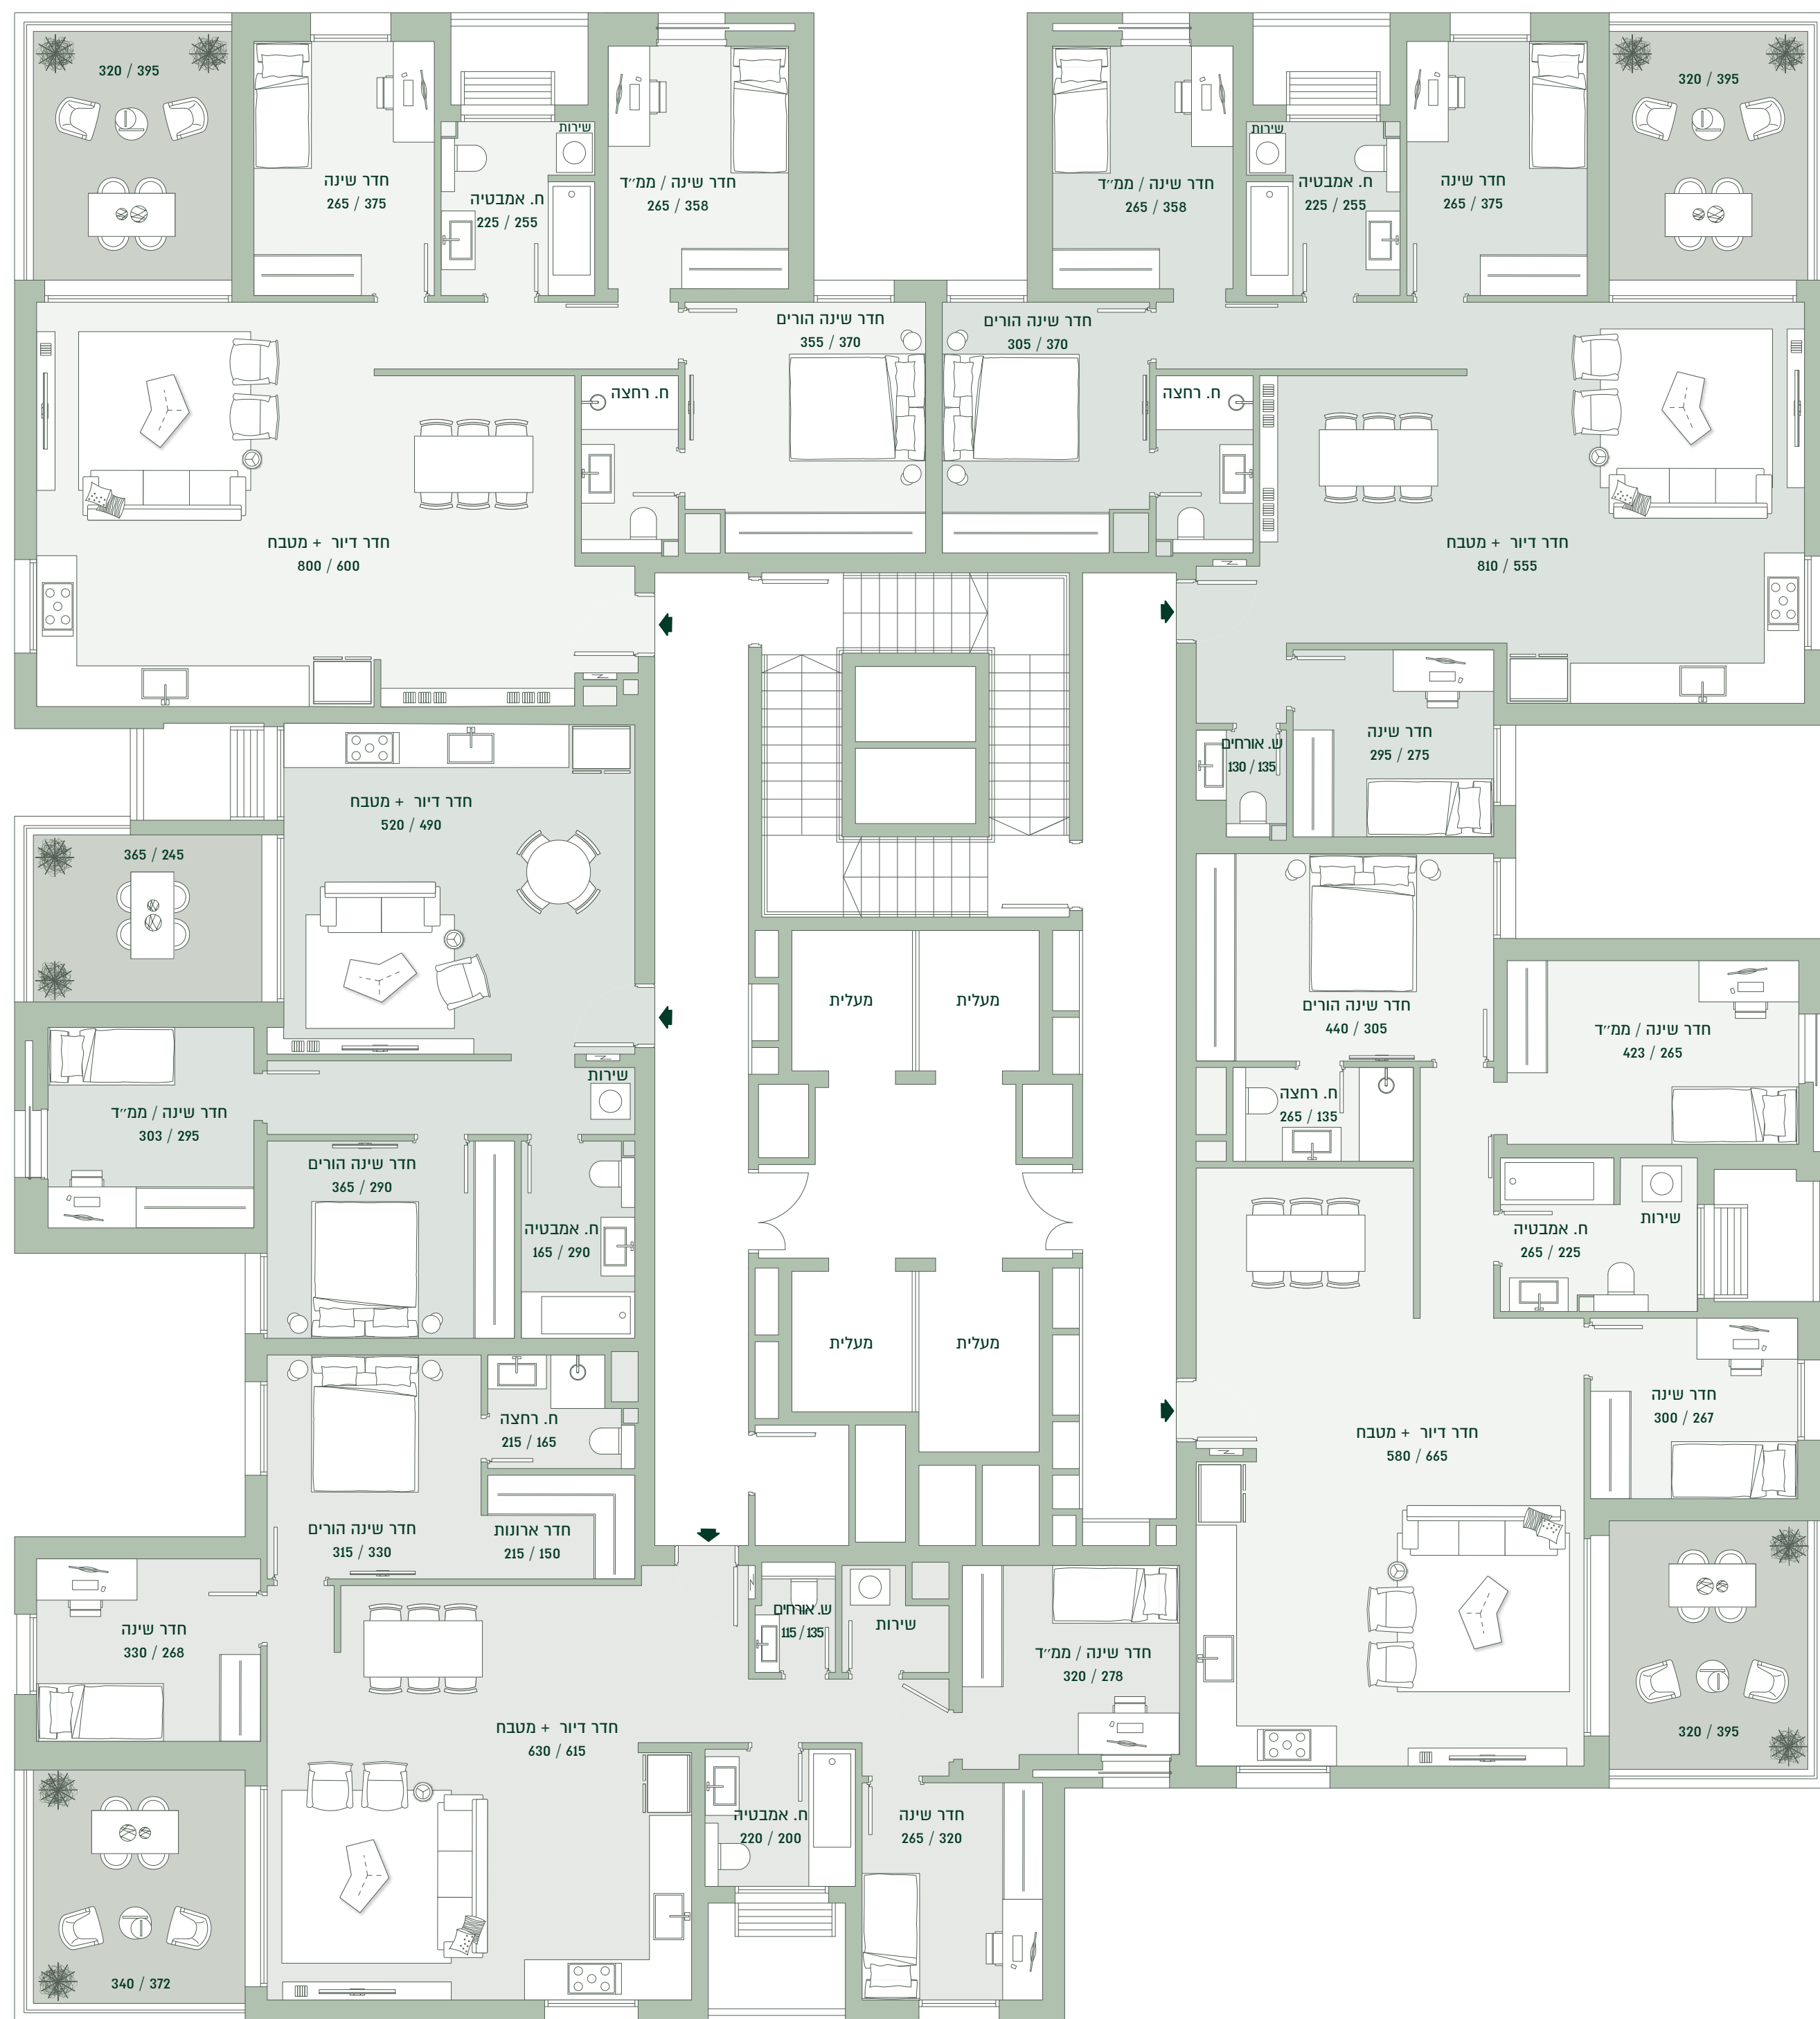 320 / 395
חדר שינה
265 / 375
שירות
ח. אמבטיה
225 / 255
חדר שינה / ממ״ד
265 / 358
חדר שינה הורים
355 / 370
ח. רחצה
חדר דיור + מטבח
800 / 600
חדר שינה / ממ״ד
265 / 358
שירות
ח. אמבטיה
225 / 255
חדר שינה
265 / 375
320 / 395
חדר שינה הורים
305 / 370
ח. רחצה
חדר דיור + מטבח
810 / 555
חדר שינה
295 / 275
ש. אורחים
130 / 135
חדר דיור + מטבח
520 / 490
365 / 245
שירות
חדר שינה / ממ״ד
303 / 295
חדר שינה הורים
365 / 290
ח. אמבטיה
165 / 290
מעלית
מעלית
מעלית
מעלית
חדר שינה הורים
440 / 305
חדר שינה / ממ״ד
423 / 265
ח. רחצה
265 / 135
שירות
ח. אמבטיה
265 / 225
חדר שינה
300 / 267
חדר דיור + מטבח
580 / 665
320 / 395
ח. רחצה
215 / 165
חדר שינה הורים
315 / 330
חדר ארונות
215 / 150
חדר שינה
330 / 268
ש. אורחים
115 / 135
שירות
חדר שינה / ממ״ד
320 / 278
חדר דיור + מטבח
630 / 615
ח. אמבטיה
220 / 200
חדר שינה
265 / 320
340 / 372